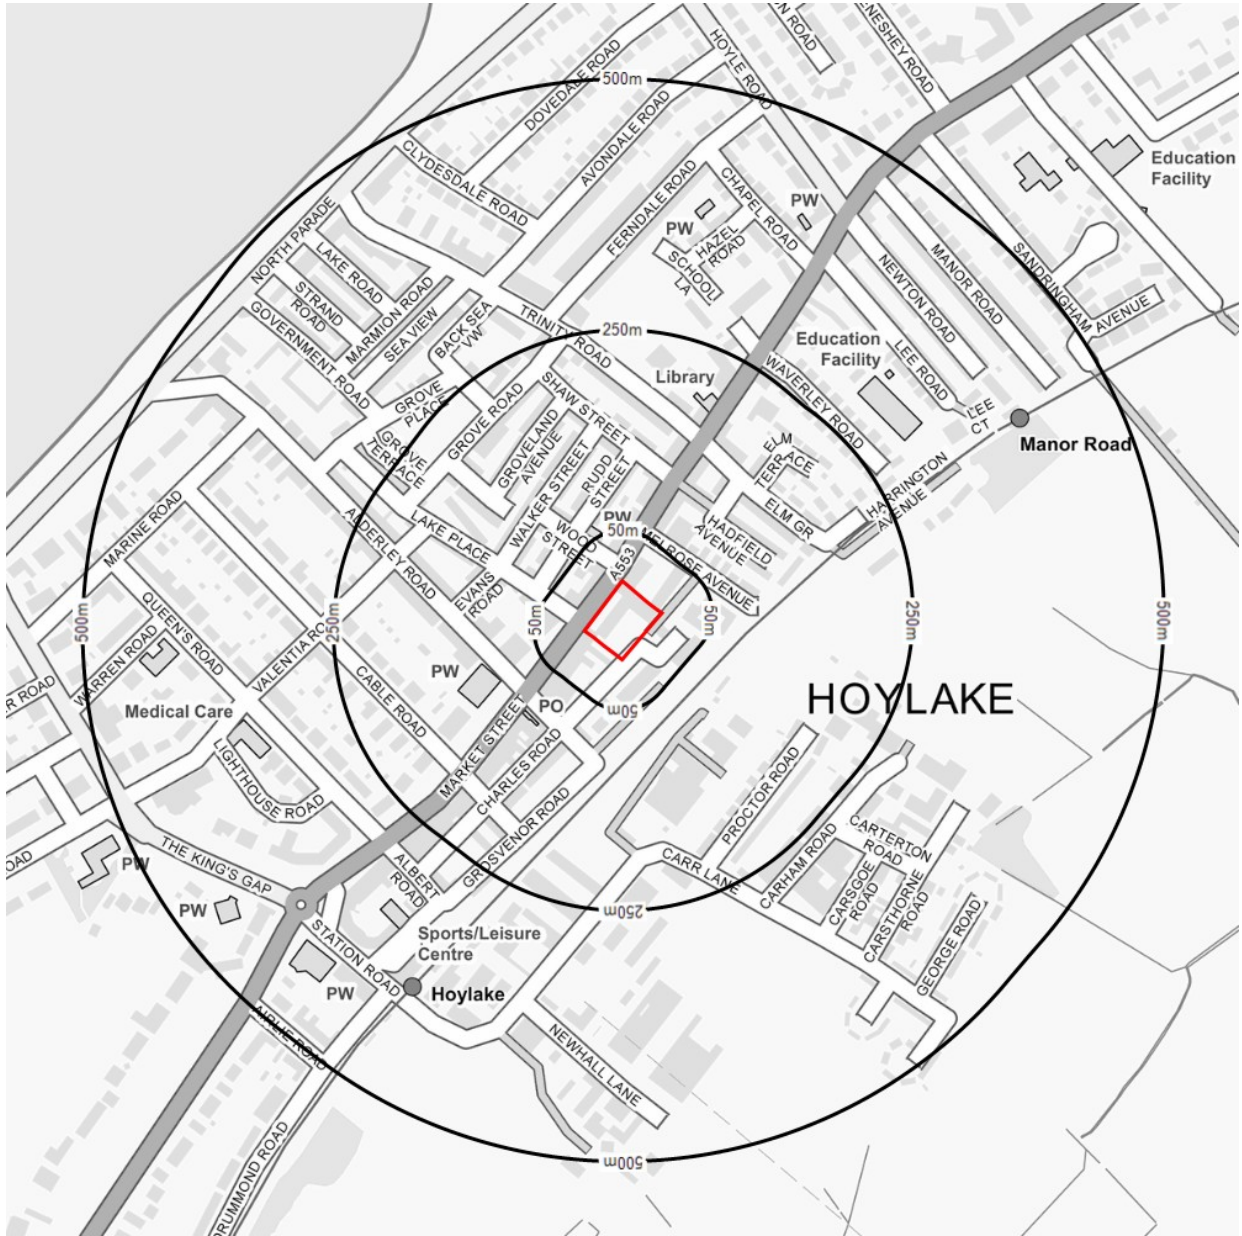 500m
DOVEDALE ROAD
AVONDALE ROAD
HOYLE ROAD
EN ROAD
ENESHEY ROAD
CLYDESDALE ROAD
FERNDALE ROAD
CHAPEL ROAD
PW
PW
HAZEL
ROAD
SCHOOL
LA
Education
Facility
NORTH PARADE
LAKE ROAD
STRAND
ROAD
GOVERNMENT ROAD
MARMION ROAD
SEA VIEW
BACK SEA
VW
TRINITY ROAD
NEWTON ROAD
MANOR ROAD
SANDRINGHAM
AVENUE
250m
Education
Facility
LEE ROAD
LEE
CT
WAVERLEY ROAD
Library
Manor Road
GROVE
PLACE
GROVE
TERRACE
GROVE ROAD
SHAW STREET
GROVELAND
AVENUE
WALKER STREET
RUDD
STREET
WOOD
STREET
PW
ELM
TERRACE
ELM GR
HARRINGTON
AVENUE
HADFIELD
AVENUE
MELROSE AVENUE
50m
A553
MARINE ROAD
ALDERLEY ROAD
LAKE PLACE
EVANS
ROAD
500m
250m
50m
50m
250m
500m
QUEEN'S ROAD
WARREN ROAD
R ROAD
VALENTIA RO
CABLE ROAD
PW
PO
50m
HOYLAKE
Medical Care
LIGHTHOUSE ROAD
MARKET STREET
CHARLES ROAD
GROSVENOR ROAD
PROCTOR ROAD
CARTERTON
ROAD
CARR LANE
CARHAM ROAD
CARSGOE
ROAD
CARSTHORNE
ROAD
GEORGE ROAD
OAD
PW
THE KING'S GAP
ALBERT
ROAD
PW
250m
STATION ROAD
Sports/Leisure
Centre
PW
Hoylake
AIRLIE ROAD
NEWHALL LANE
DRUMMOND ROAD
500m